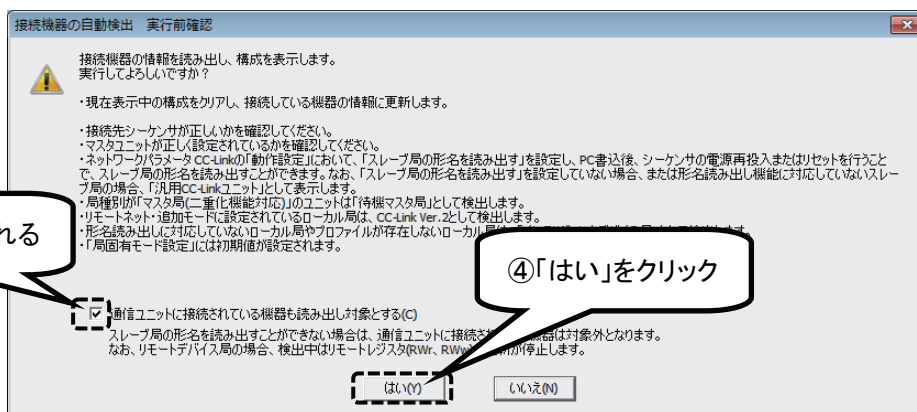 接続機器の自動検出 実行前確認
接続機器の情報を読み出し、構成を表示します。
実行してよろしいですか?
・現在表示中の構成をクリアし、接続している機器の情報に更新します。
・接続先シーケンサが正しいかを確認してください。
・マスタユニットが正しく設定されているかを確認してください。
・ネットワークパラメータ CC-Linkの「動作設定」において、「スレーブ局の形名を読み出す」を設定し、PC書込後、シーケンサの電源再投入またはリセットを行うこと
で、スレーブ局の形名を読み出すことができます。なお、「スレーブ局の形名を読み出す」を設定していない場合、または形名読み出し機能に対応していないスレー
ブ局の場合、「汎用CC-Linkユニット」として表示します。
・局種別が「マスタ局(二重化機能対応)」のユニットは「待機マスタ局」として検出します。
・リモートネット・追加モードに設定されているローカル局は、CC-Link Ver.2として検出します。
・形名読み出しに対応していないローカル局やプロファイルが存在しないローカル局
・「局固有モード設定」には初期値が設定されます。
れる
④「はい」をクリック
通信ユニットに接続されている機器も読み出し対象とする(C)
スレーブ局の形名を読み出すことができない場合は、通信ユニットに接続さ 機器は対象外となります。
なお、リモートデバイス局の場合、検出中はリモートレジスタ(RWr、RWw) が停止します。
はい(Y)
いいえ(N)